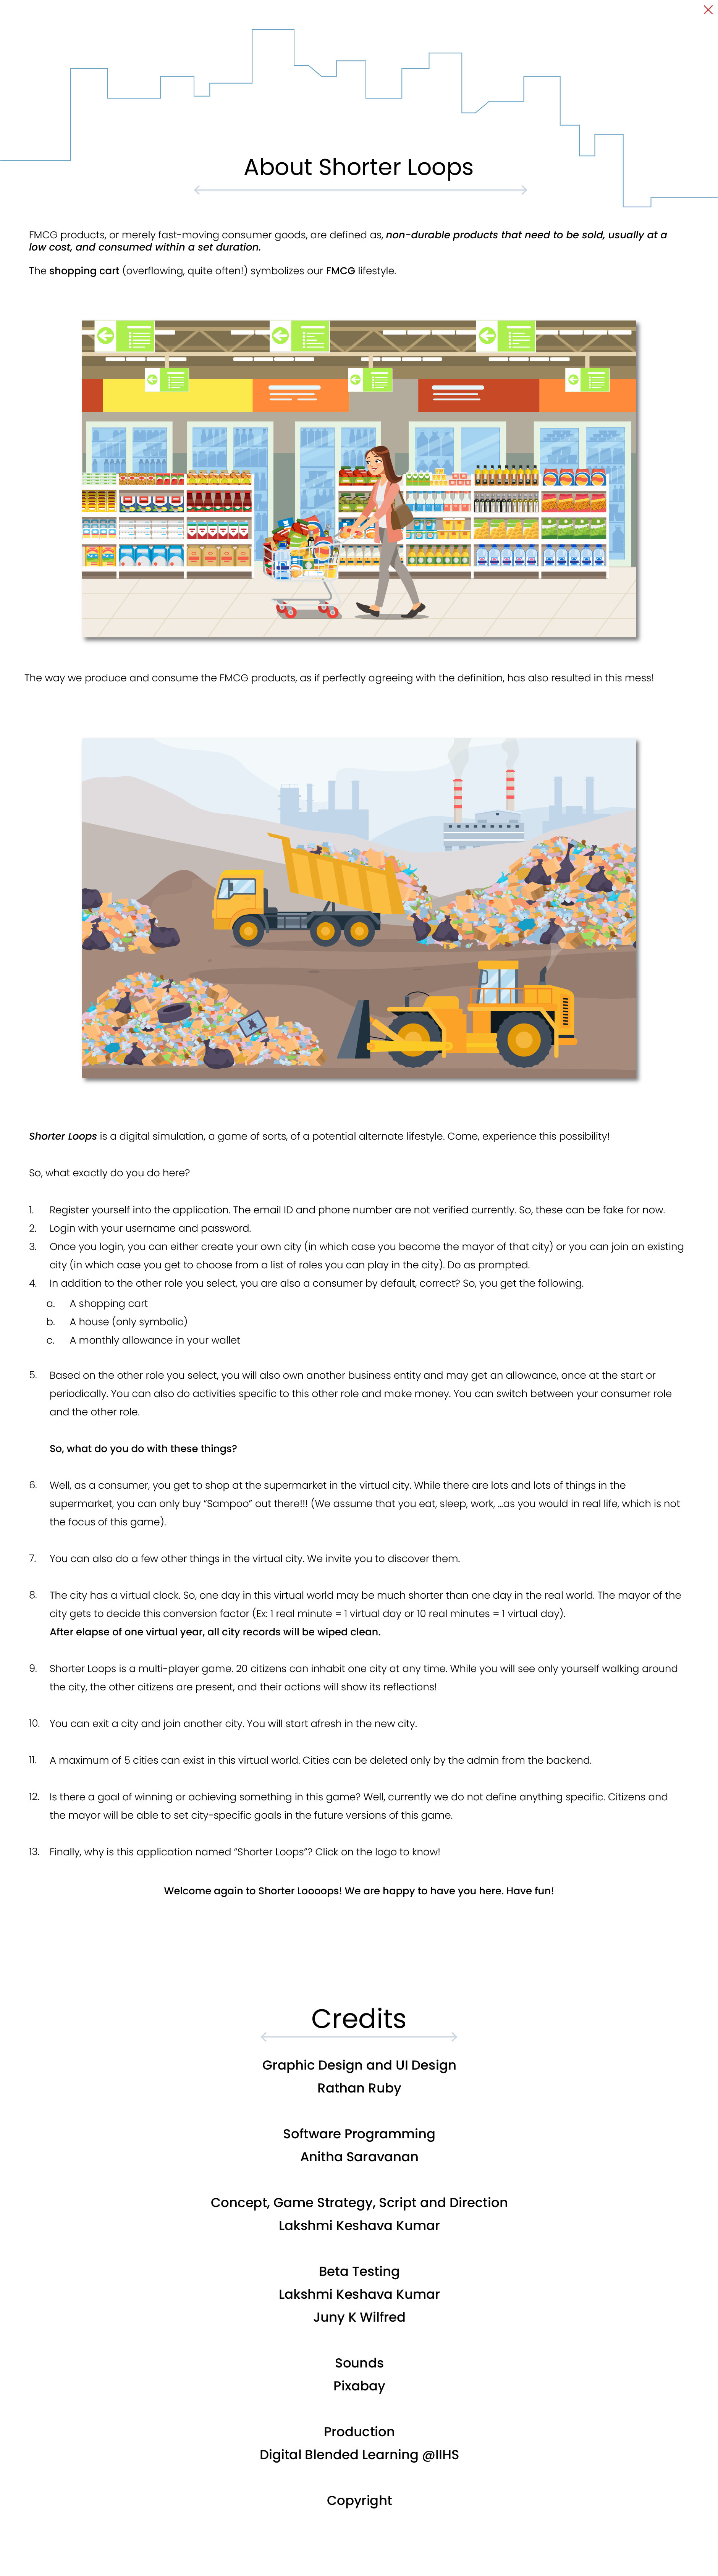 About Shorter Loops
FMCG products, or merely fast-moving consumer goods, are defined as, non-durable products that need to be sold, usually at a
low cost, and consumed within a set duration.
The shopping cart (overflowing, quite often!) symbolizes our FMCG lifestyle.
The way we produce and consume the FMCG products, as if perfectly agreeing with the definition, has also resulted in this mess!
Shorter Loops is a digital simulation, a game of sorts, of a potential alternate lifestyle. Come, experience this possibility!
So, what exactly do you do here?
1. Register yourself into the application. The email ID and phone number are not verified currently. So, these can be fake for now.
2. Login with your username and password.
3. Once you login, you can either create your own city (in which case you become the mayor of that city) or you can join an existing
city (in which case you get to choose from a list of roles you can play in the city). Do as prompted.
4. In addition to the other role you select, you are also a consumer by default, correct? So, you get the following.
a. A shopping cart
b. A house (only symbolic)
c. A monthly allowance in your wallet
5. Based on the other role you select, you will also own another business entity and may get an allowance, once at the start or
periodically. You can also do activities specific to this other role and make money. You can switch between your consumer role
and the other role.
So, what do you do with these things?
6. Well, as a consumer, you get to shop at the supermarket in the virtual city. While there are lots and lots of things in the
supermarket, you can only buy “Sampoo” out there!!! (We assume that you eat, sleep, work, ...as you would in real life, which is not
the focus of this game).
7. You can also do a few other things in the virtual city. We invite you to discover them.
8. The city has a virtual clock. So, one day in this virtual world may be much shorter than one day in the real world. The mayor of the
city gets to decide this conversion factor (Ex: 1 real minute = 1 virtual day or 10 real minutes = 1 virtual day).
After elapse of one virtual year, all city records will be wiped clean.
9. Shorter Loops is a multi-player game. 20 citizens can inhabit one city at any time. While you will see only yourself walking around
the city, the other citizens are present, and their actions will show its reflections!
10. You can exit a city and join another city. You will start afresh in the new city.
11. A maximum of 5 cities can exist in this virtual world. Cities can be deleted only by the admin from the backend.
12. Is there a goal of winning or achieving something in this game? Well, currently we do not define anything specific. Citizens and
the mayor will be able to set city-specific goals in the future versions of this game.
13. Finally, why is this application named “Shorter Loops”? Click on the logo to know!
Welcome again to Shorter Loooops! We are happy to have you here. Have fun!
Credits
Graphic Design and UI Design
Rathan Ruby
Software Programming
Anitha Saravanan
Concept, Game Strategy, Script and Direction
Lakshmi Keshava Kumar
Beta Testing
Lakshmi Keshava Kumar
Juny K Wilfred
Sounds
Pixabay
Production
Digital Blended Learning @IIHS
Copyright